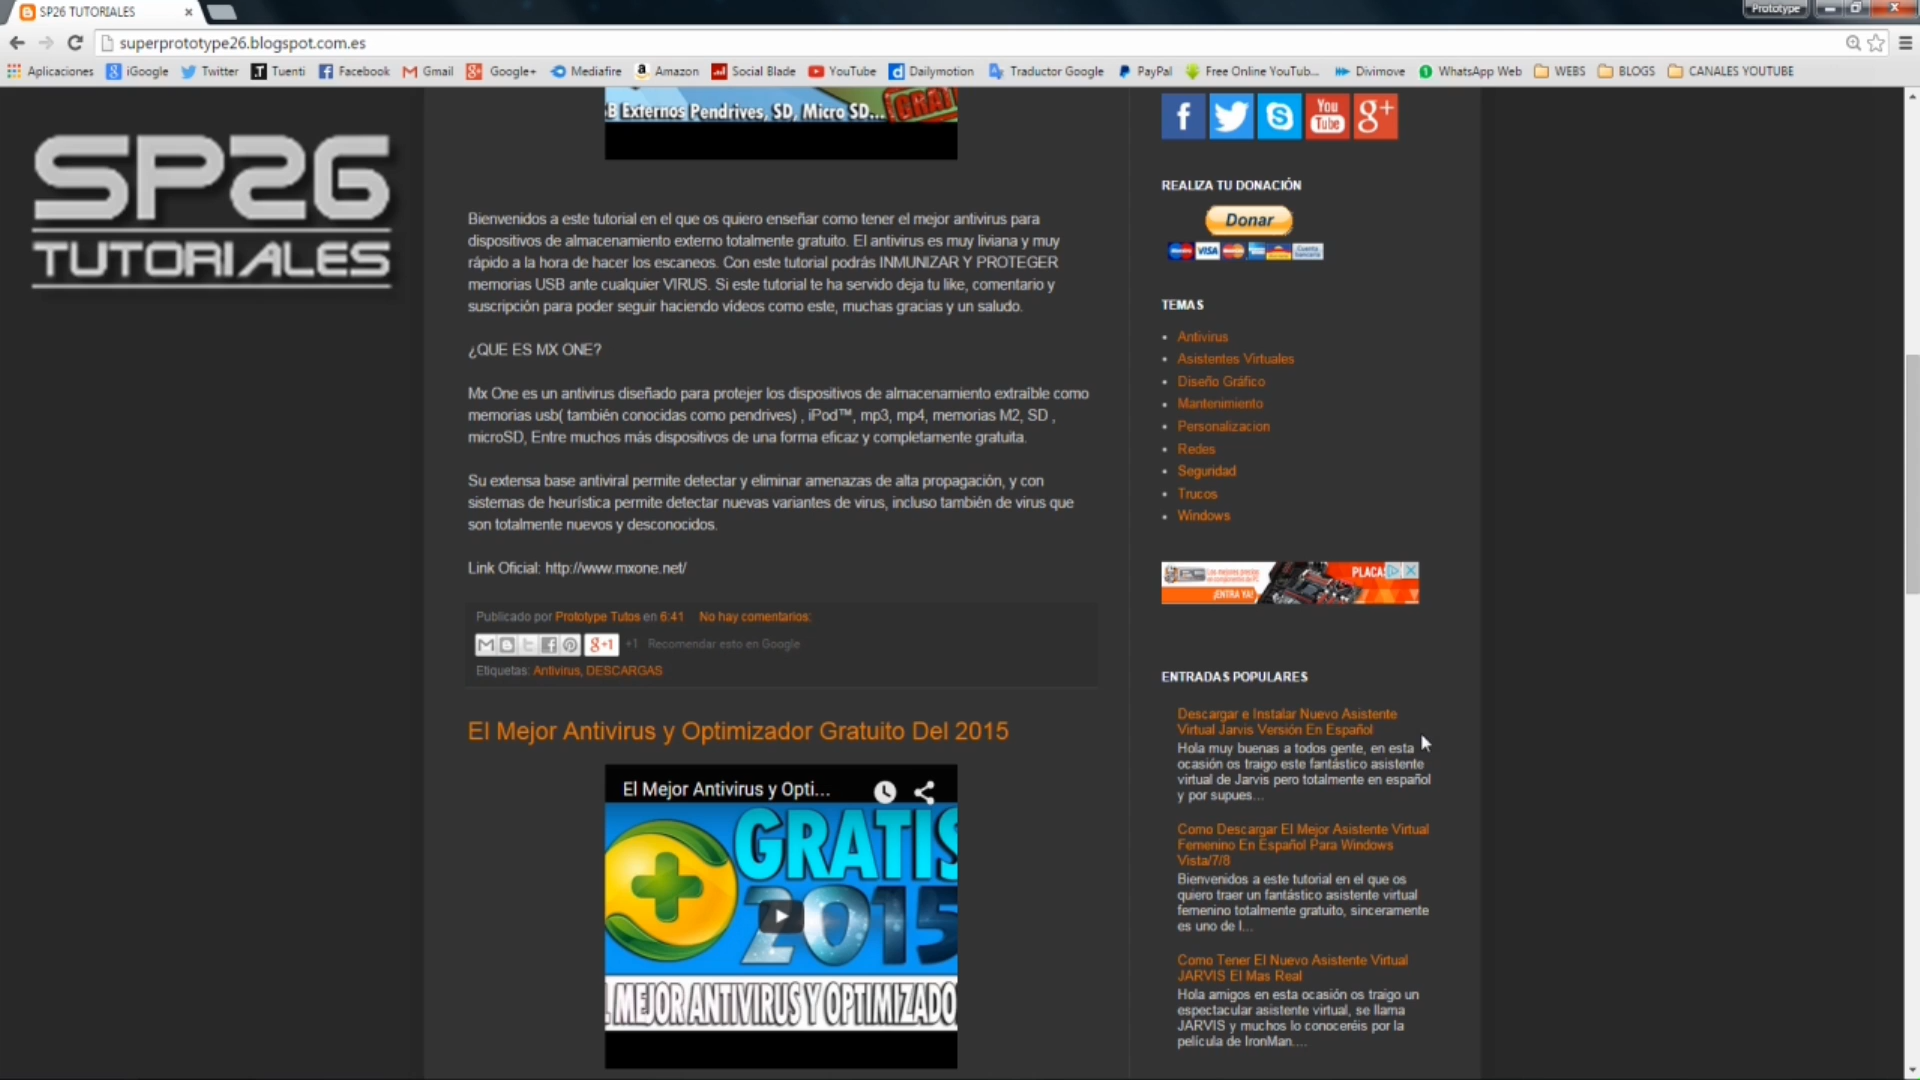 SP26 TUTORIALES
Prototype
superprototype26.blogspot.com.es
Aplicaciones iGoogle Twitter Tuenti Facebook Gmail Google+ Mediafire Amazon Social Blade YouTube Dailymotion Traductor Google PayPal Free Online YouTub... Divimove WhatsApp Web WEBS BLOGS CANALES YOUTUBE
SP26
TUTORIALES
B Externos Pendrives, SD, Micro SD...
Bienvenidos a este tutorial en el que os quiero enseñar como tener el mejor antivirus para
dispositivos de almacenamiento externo totalmente gratuito. El antivirus es muy liviana y muy
rápido a la hora de hacer los escaneos. Con este tutorial podrás INMUNIZAR Y PROTEGER
memorias USB ante cualquier VIRUS. Si este tutorial te ha servido deja tu like, comentario y
suscripción para poder seguir haciendo vídeos como este, muchas gracias y un saludo.
¿QUE ES MX ONE?
Mx One es un antivirus diseñado para protejer los dispositivos de almacenamiento extraíble como
memorias usb( también conocidas como pendrives) , iPod™, mp3, mp4, memorias M2, SD ,
microSD, Entre muchos más dispositivos de una forma eficaz y completamente gratuita.
Su extensa base antiviral permite detectar y eliminar amenazas de alta propagación, y con
sistemas de heurística permite detectar nuevas variantes de virus, incluso también de virus que
son totalmente nuevos y desconocidos.
Link Oficial: http://www.mxone.net/
Publicado por Prototype Tutos en 6:41 No hay comentarios:
g+1 +1 Recomendar esto en Google
Etiquetas: Antivirus, DESCARGAS
El Mejor Antivirus y Optimizador Gratuito Del 2015
El Mejor Antivirus y Opti...
GRATIS
2015
EL MEJOR ANTIVIRUS Y OPTIMIZADO
You
Tube
g+
REALIZA TU DONACIÓN
Donar
VISA
Cuenta
bancaria
TEMAS
Antivirus
Asistentes Virtuales
Diseño Gráfico
Mantenimiento
Personalizacion
Redes
Seguridad
Trucos
Windows
PLACAS
¡ENTRA YA!
ENTRADAS POPULARES
Descargar e Instalar Nuevo Asistente
Virtual Jarvis Versión En Español
Hola muy buenas a todos gente, en esta
ocasión os traigo este fantástico asistente
virtual de Jarvis pero totalmente en español
y por supues...
Como Descargar El Mejor Asistente Virtual
Femenino En Español Para Windows
Vista/7/8
Bienvenidos a este tutorial en el que os
quiero traer un fantástico asistente virtual
femenino totalmente gratuito, sinceramente
es uno de l...
Como Tener El Nuevo Asistente Virtual
JARVIS El Mas Real
Hola amigos en esta ocasión os traigo un
espectacular asistente virtual, se llama
JARVIS y muchos lo conoceréis por la
película de IronMan....